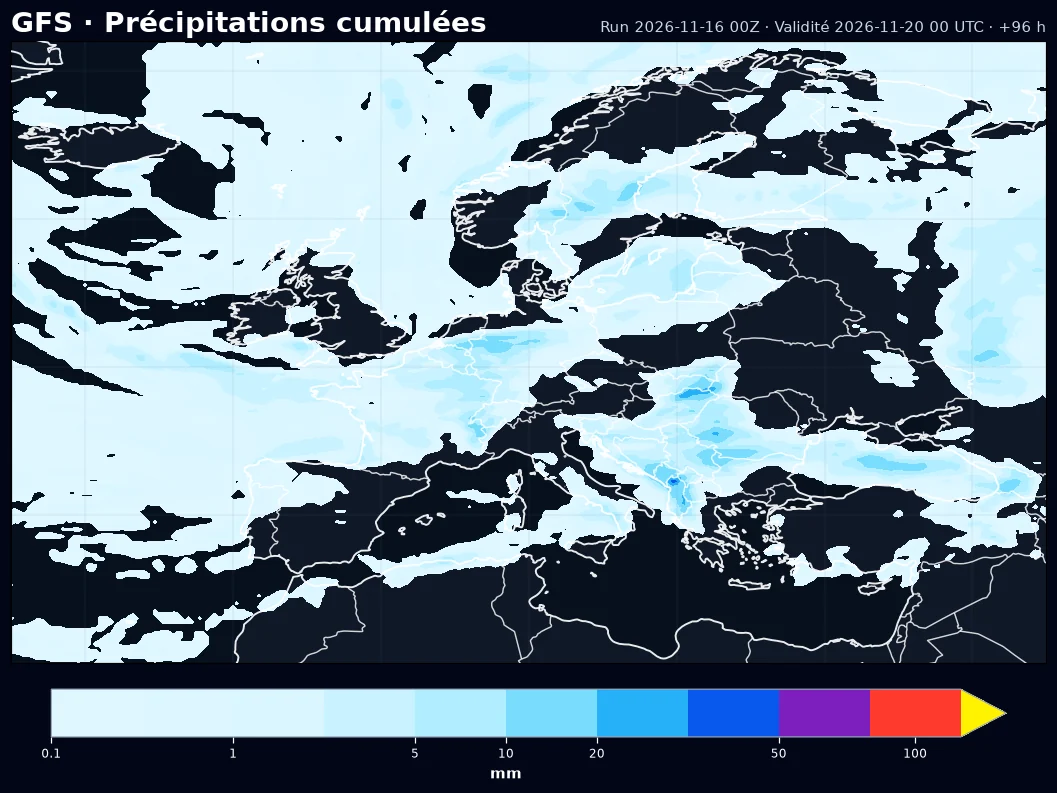 GFS · Précipitations cumulées
Run 2026-11-16 00Z · Validité 2026-11-20 00 UTC · +96 h
0.1 1 5 10 20 50 100
mm